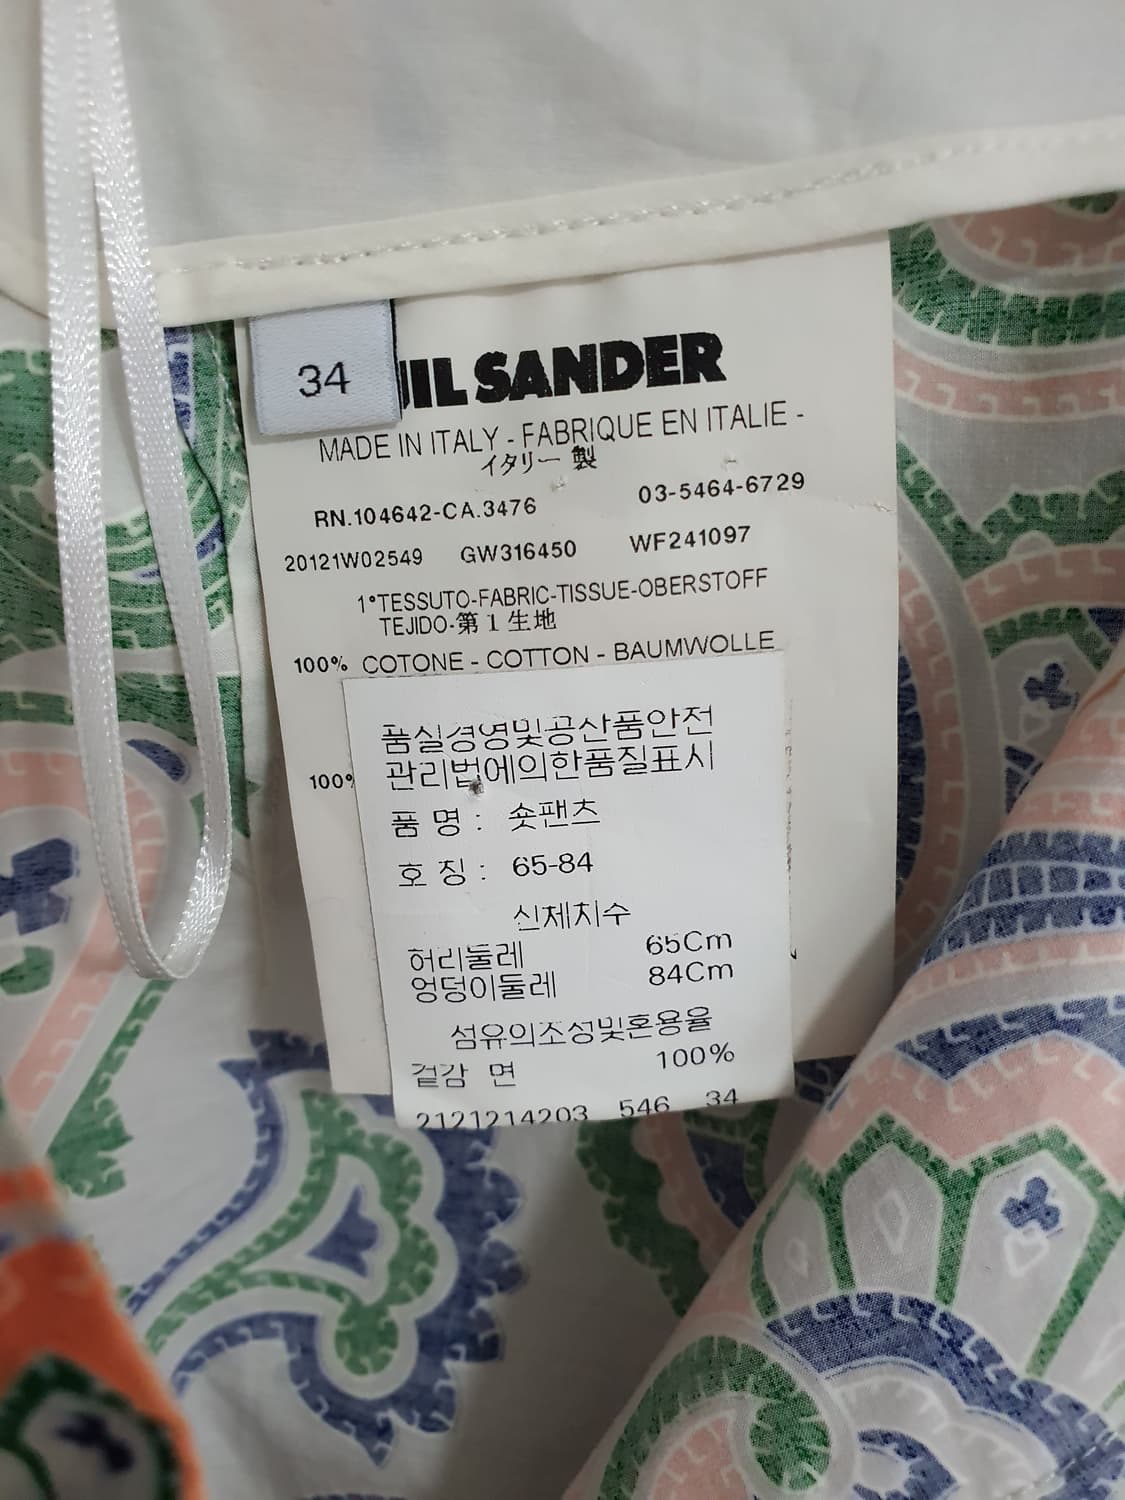 34
JIL SANDER
MADE IN ITALY - FABRIQUE EN ITALIE -
イタリー 製
RN.104642-CA.3476 03-5464-6729
20121W02549 GW316450 WF241097
1°TESSUTO-FABRIC-TISSUE-OBERSTOFF
TEJIDO-第1生地
100% COTONE - COTTON - BAUMWOLLE
100%
품실경영및공산품안전
관리법에의한품질표시
품 명 : 숏팬츠
호 칭 : 65-84
신체치수
허리둘레 65Cm
엉덩이둘레 84Cm
섬유의조성및혼용율
겉감 면 100%
2121214203 546 34